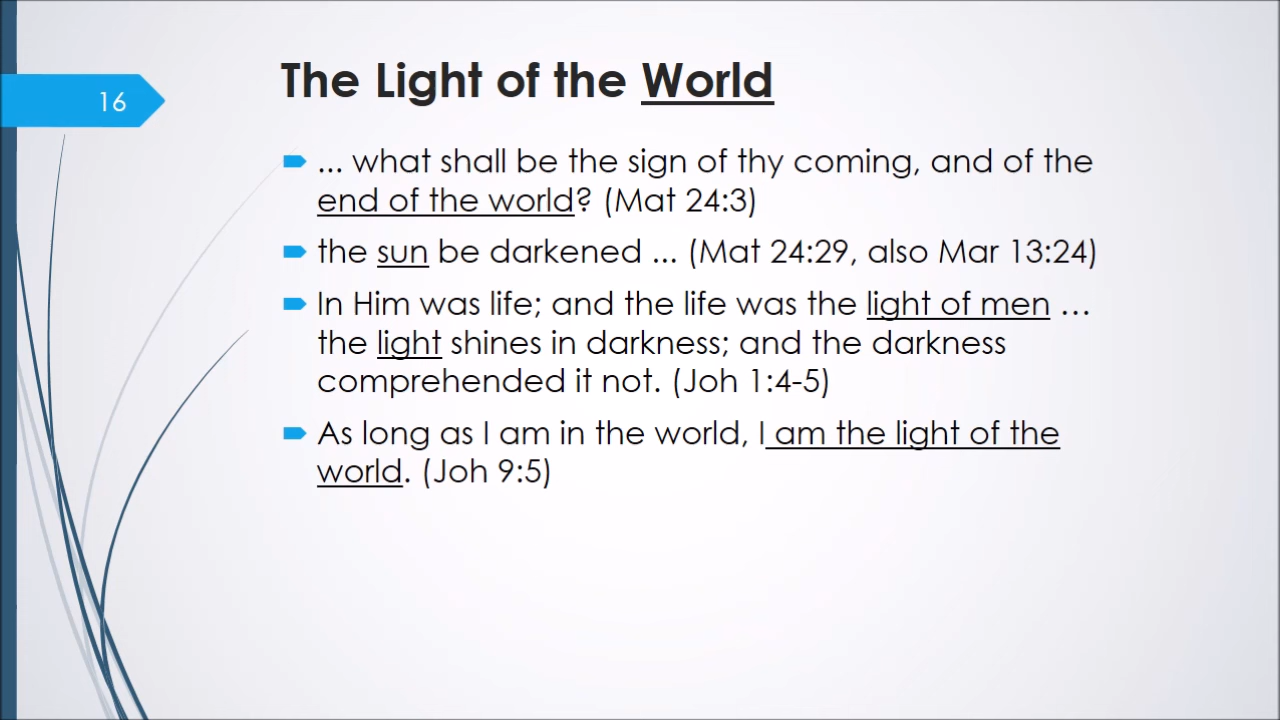 16
The Light of the World
... what shall be the sign of thy coming, and of the
end of the world? (Mat 24:3)
the sun be darkened ... (Mat 24:29, also Mar 13:24)
In Him was life; and the life was the light of men …
the light shines in darkness; and the darkness
comprehended it not. (Joh 1:4-5)
As long as I am in the world, I am the light of the
world. (Joh 9:5)